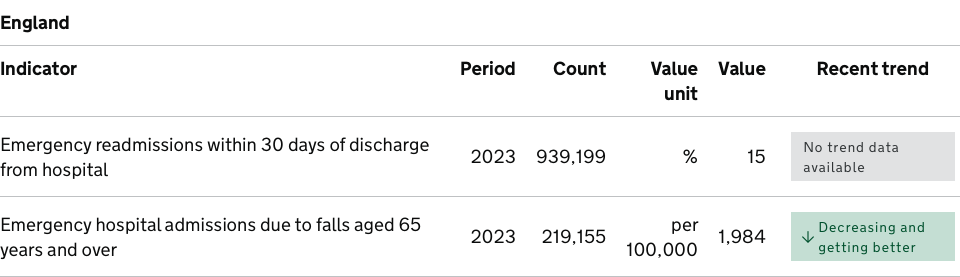 England
Indicator Period Count Value unit Value Recent trend
Emergency readmissions within 30 days of discharge from hospital 2023 939,199 % 15 No trend data available
Emergency hospital admissions due to falls aged 65 years and over 2023 219,155 per 100,000 1,984 ↓ Decreasing and getting better